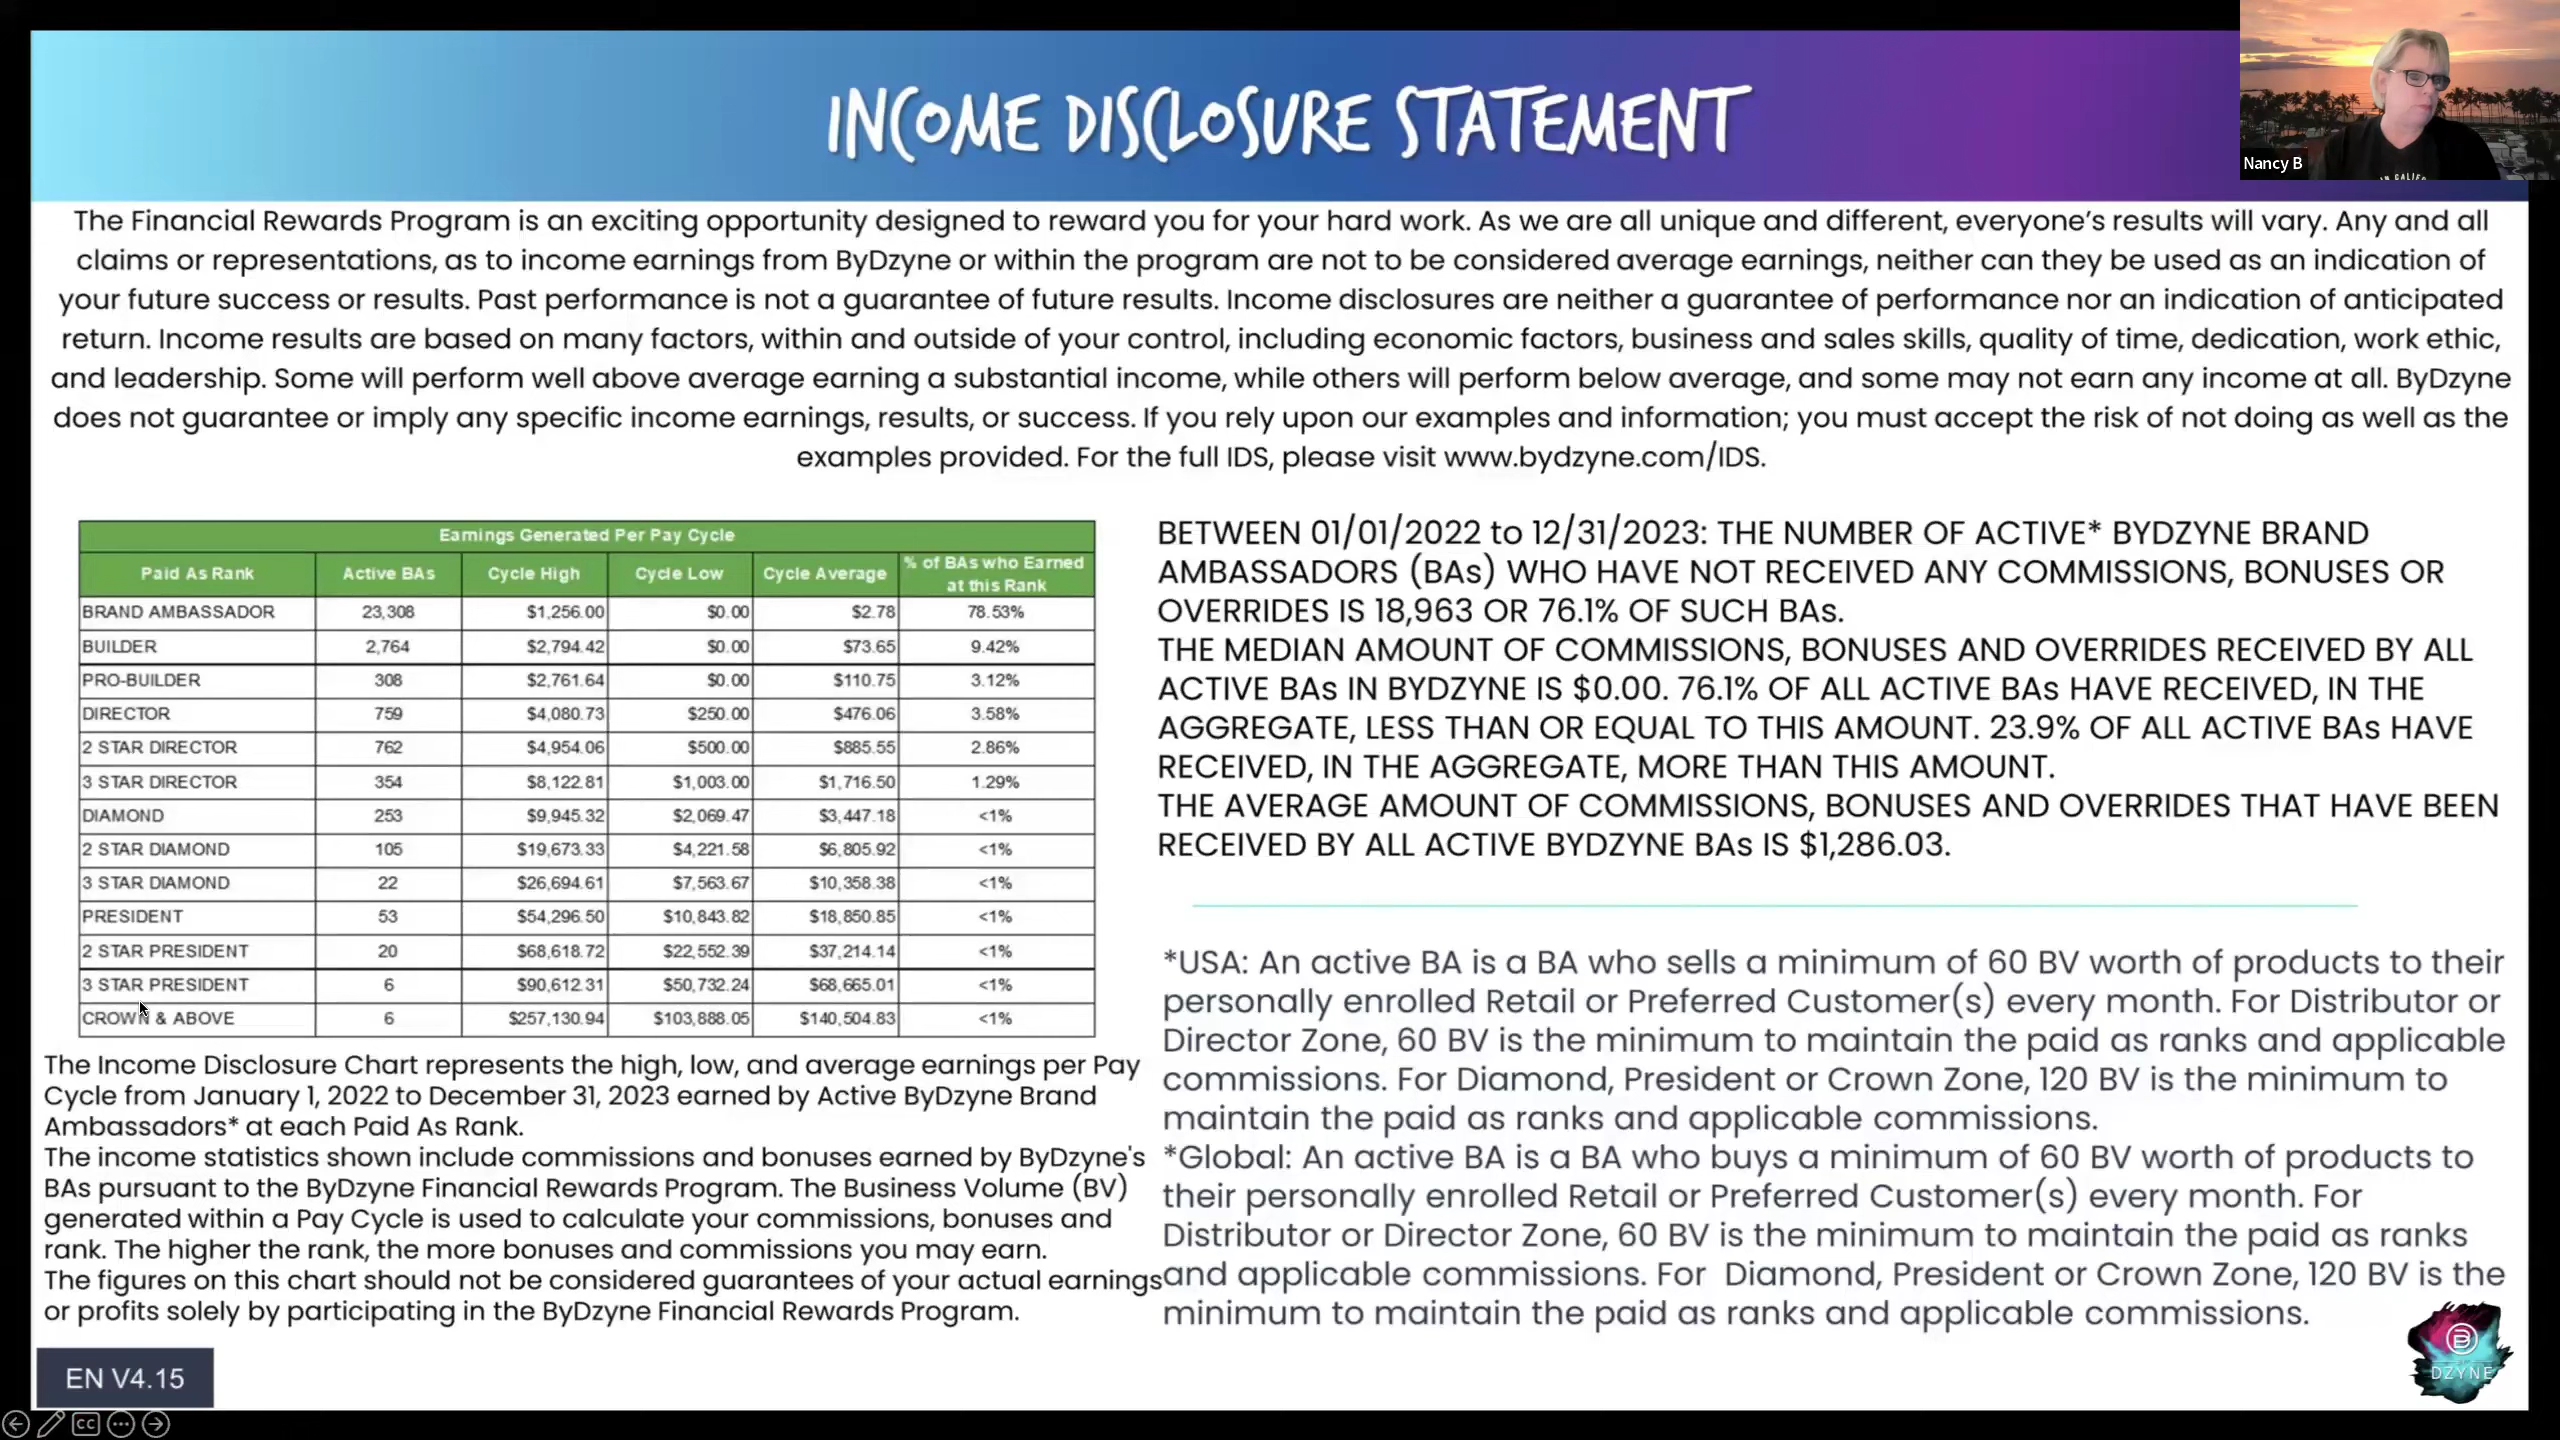 INCOME DISCLOSURE STATEMENT
Nancy B
The Financial Rewards Program is an exciting opportunity designed to reward you for your hard work. As we are all unique and different, everyone’s results will vary. Any and all
claims or representations, as to income earnings from ByDzyne or within the program are not to be considered average earnings, neither can they be used as an indication of
your future success or results. Past performance is not a guarantee of future results. Income disclosures are neither a guarantee of performance nor an indication of anticipated
return. Income results are based on many factors, within and outside of your control, including economic factors, business and sales skills, quality of time, dedication, work ethic,
and leadership. Some will perform well above average earning a substantial income, while others will perform below average, and some may not earn any income at all. ByDzyne
does not guarantee or imply any specific income earnings, results, or success. If you rely upon our examples and information; you must accept the risk of not doing as well as the
examples provided. For the full IDS, please visit www.bydzyne.com/IDS.
Earnings Generated Per Pay Cycle
Paid As Rank Active BAs Cycle High Cycle Low Cycle Average % of BAs who Earned at this Rank
BRAND AMBASSADOR 23,308 $1,256.00 $0.00 $2.78 78.53%
BUILDER 2,764 $2,794.42 $0.00 $73.65 9.42%
PRO-BUILDER 308 $2,761.64 $0.00 $110.75 3.12%
DIRECTOR 759 $4,080.73 $250.00 $476.06 3.58%
2 STAR DIRECTOR 762 $4,954.06 $500.00 $885.55 2.86%
3 STAR DIRECTOR 354 $8,122.81 $1,003.00 $1,716.50 1.29%
DIAMOND 253 $9,945.32 $2,069.47 $3,447.18 <1%
2 STAR DIAMOND 105 $19,673.33 $4,221.58 $6,805.92 <1%
3 STAR DIAMOND 22 $26,694.61 $7,563.67 $10,358.38 <1%
PRESIDENT 53 $54,296.50 $10,843.82 $18,850.85 <1%
2 STAR PRESIDENT 20 $68,618.72 $22,552.39 $37,214.14 <1%
3 STAR PRESIDENT 6 $90,612.31 $50,732.24 $68,665.01 <1%
CROWN & ABOVE 6 $257,130.94 $103,888.05 $140,504.83 <1%
The Income Disclosure Chart represents the high, low, and average earnings per Pay
Cycle from January 1, 2022 to December 31, 2023 earned by Active ByDzyne Brand
Ambassadors* at each Paid As Rank.
The income statistics shown include commissions and bonuses earned by ByDzyne's
BAs pursuant to the ByDzyne Financial Rewards Program. The Business Volume (BV)
generated within a Pay Cycle is used to calculate your commissions, bonuses and
rank. The higher the rank, the more bonuses and commissions you may earn.
The figures on this chart should not be considered guarantees of your actual earnings
or profits solely by participating in the ByDzyne Financial Rewards Program.
BETWEEN 01/01/2022 to 12/31/2023: THE NUMBER OF ACTIVE* BYDZYNE BRAND
AMBASSADORS (BAs) WHO HAVE NOT RECEIVED ANY COMMISSIONS, BONUSES OR
OVERRIDES IS 18,963 OR 76.1% OF SUCH BAs.
THE MEDIAN AMOUNT OF COMMISSIONS, BONUSES AND OVERRIDES RECEIVED BY ALL
ACTIVE BAs IN BYDZYNE IS $0.00. 76.1% OF ALL ACTIVE BAs HAVE RECEIVED, IN THE
AGGREGATE, LESS THAN OR EQUAL TO THIS AMOUNT. 23.9% OF ALL ACTIVE BAs HAVE
RECEIVED, IN THE AGGREGATE, MORE THAN THIS AMOUNT.
THE AVERAGE AMOUNT OF COMMISSIONS, BONUSES AND OVERRIDES THAT HAVE BEEN
RECEIVED BY ALL ACTIVE BYDZYNE BAs IS $1,286.03.
*USA: An active BA is a BA who sells a minimum of 60 BV worth of products to their
personally enrolled Retail or Preferred Customer(s) every month. For Distributor or
Director Zone, 60 BV is the minimum to maintain the paid as ranks and applicable
commissions. For Diamond, President or Crown Zone, 120 BV is the minimum to
maintain the paid as ranks and applicable commissions.
*Global: An active BA is a BA who buys a minimum of 60 BV worth of products to
their personally enrolled Retail or Preferred Customer(s) every month. For
Distributor or Director Zone, 60 BV is the minimum to maintain the paid as ranks
and applicable commissions. For Diamond, President or Crown Zone, 120 BV is the
minimum to maintain the paid as ranks and applicable commissions.
EN V4.15
DZYNE
CC